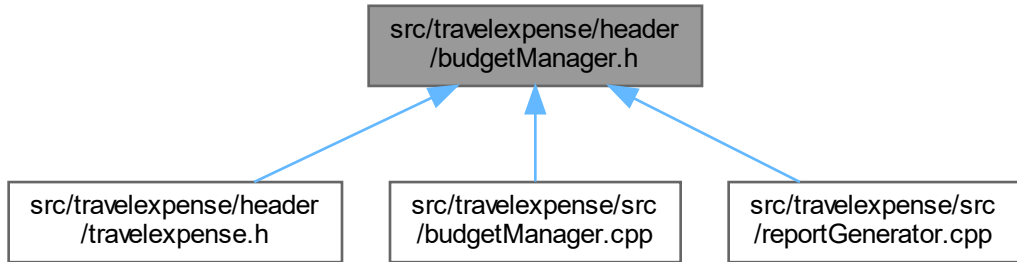 src/travelexpense/header
/budgetManager.h
src/travelexpense/header
/travelexpense.h
src/travelexpense/src
/budgetManager.cpp
src/travelexpense/src
/reportGenerator.cpp